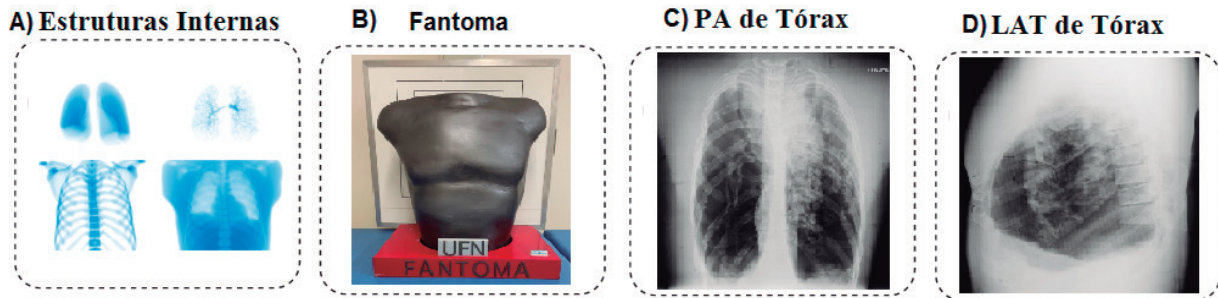 A) Estruturas Internas
B) Fantoma
C) PA de Tórax
D) LAT de Tórax
UFN
FANTOMA